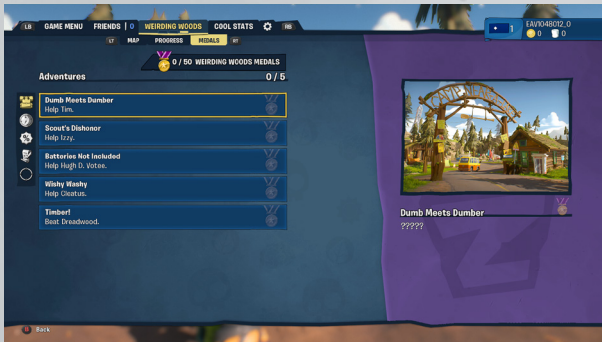 LB GAME MENU FRIENDS | 0 WEIRDING WOODS COOL STATS RB
1 EAV1048012_0
0 0
LT MAP PROGRESS MEDALS RT
0 / 50 WEIRDING WOODS MEDALS
Adventures 0 / 5
Dumb Meets Dumber
Help Tim.
Scout's Dishonor
Help Izzy.
Batteries Not Included
Help Hugh D. Votee.
Wishy Washy
Help Cleatus.
Timber!
Beat Dreadwood.
Dumb Meets Dumber
?????
Back